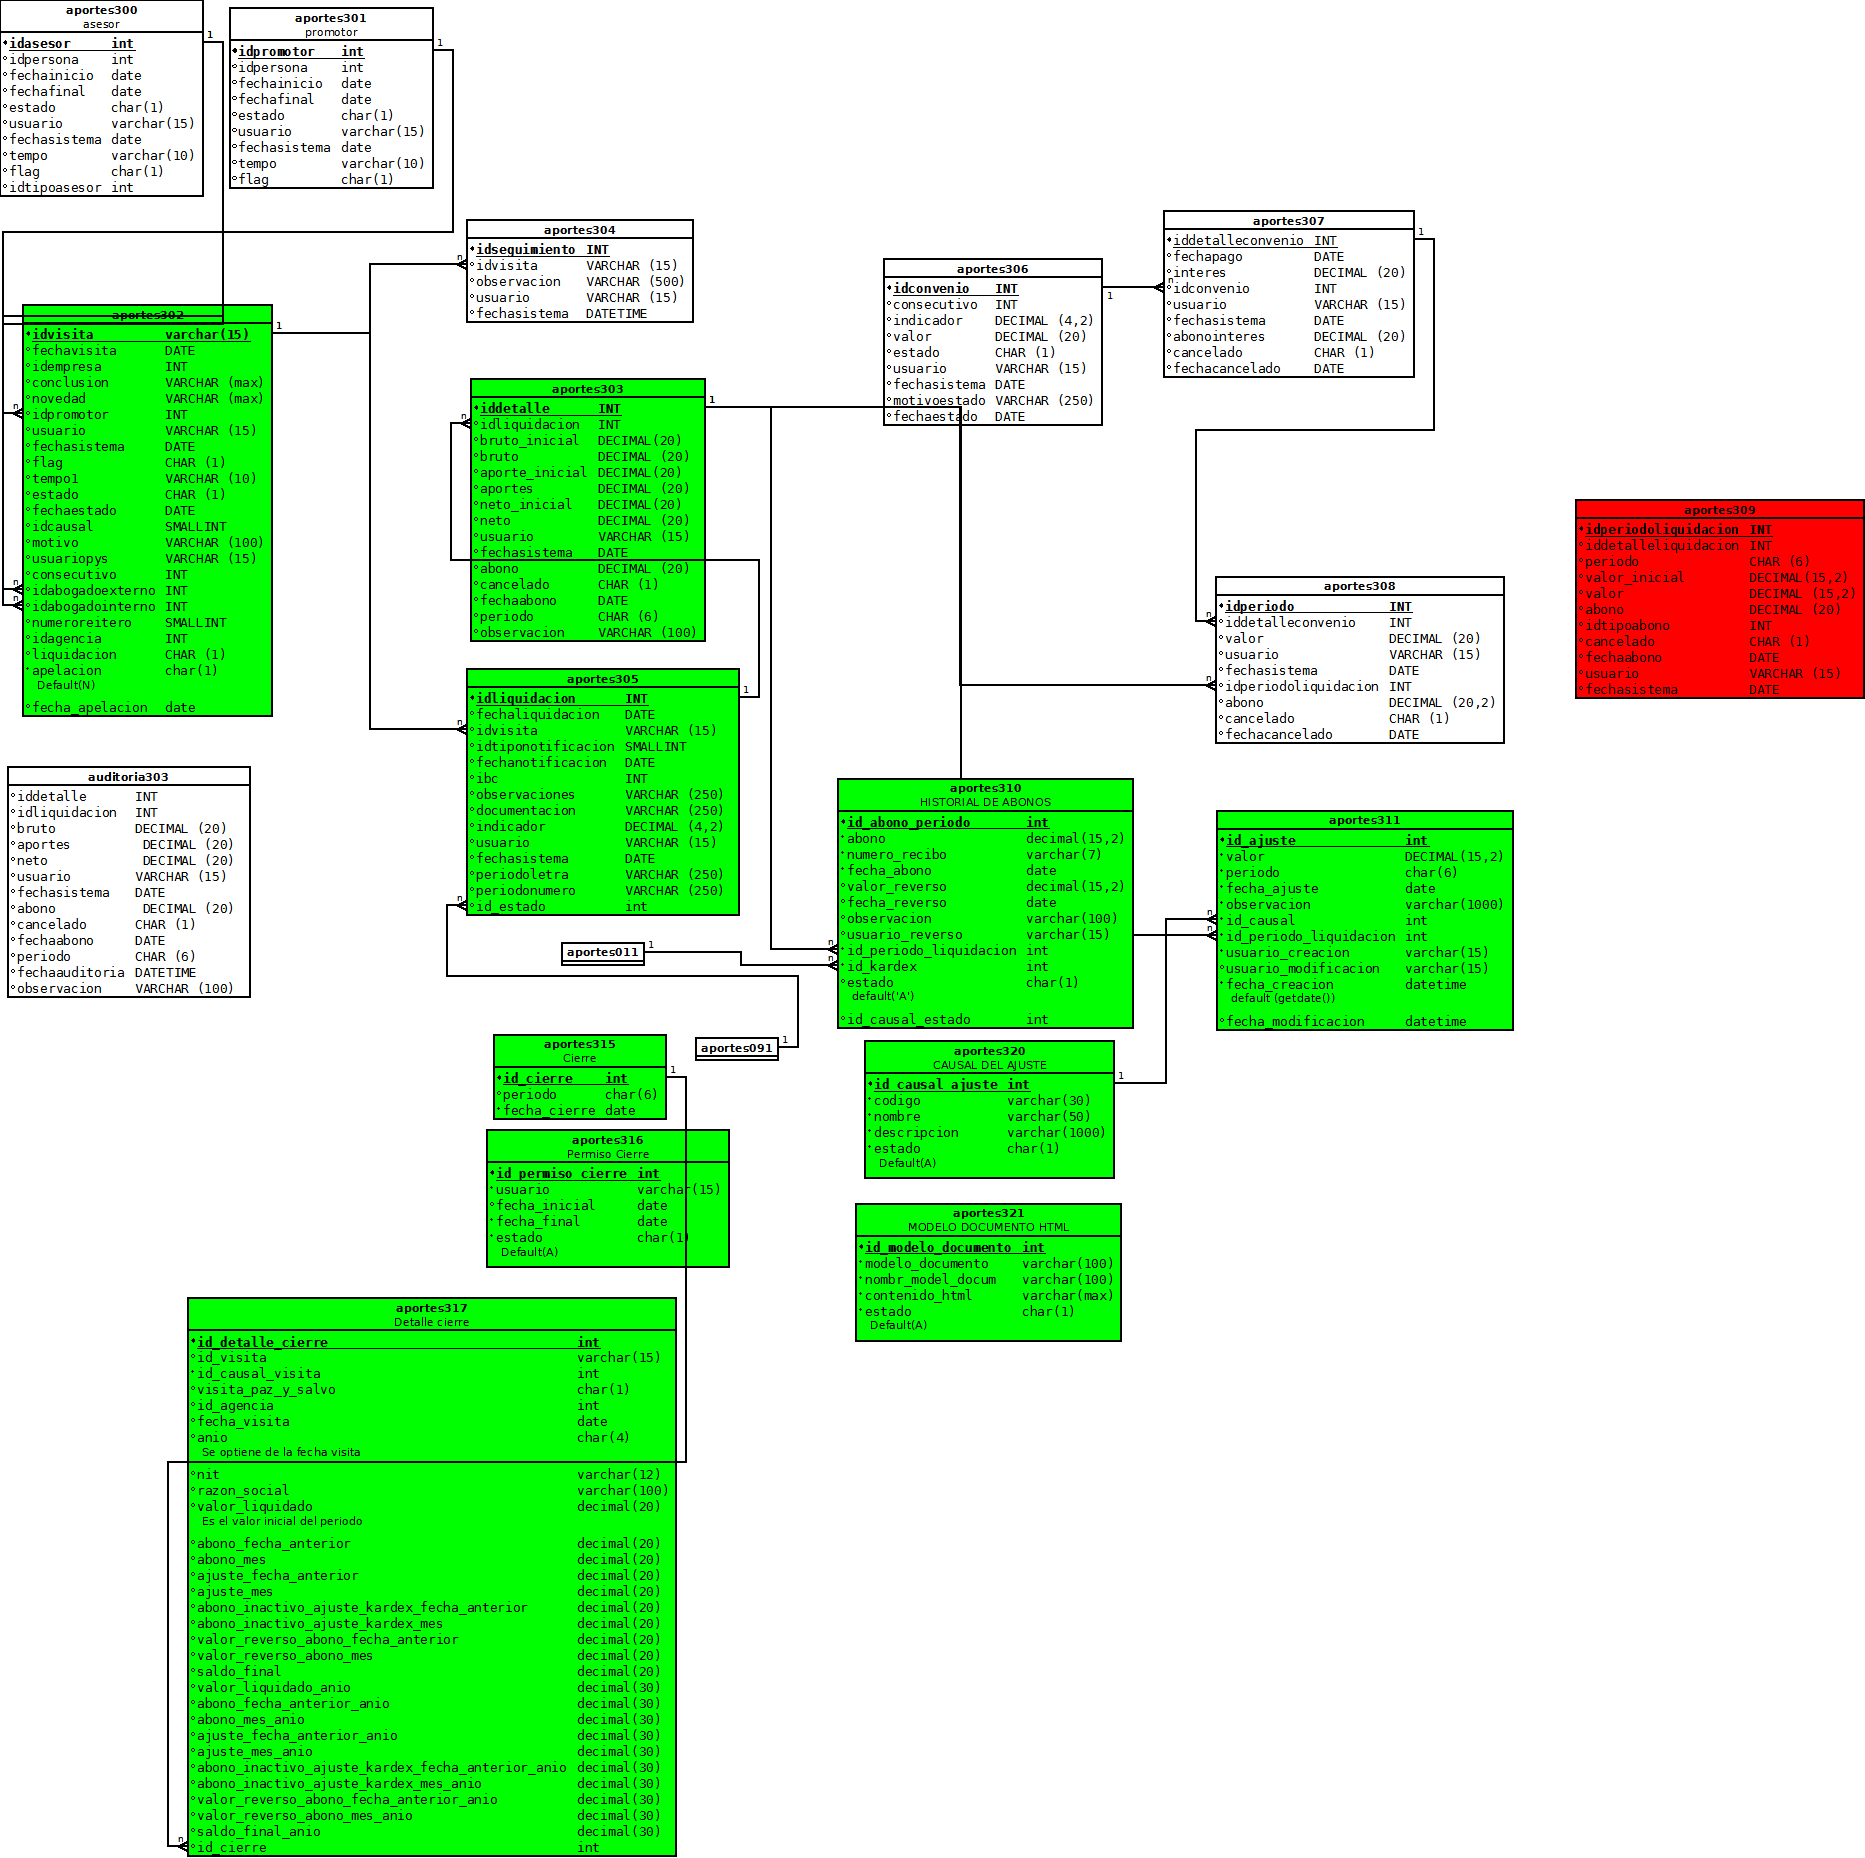 aportes300
asesor
idasesor int
idpersona int
fechainicio date
fechafinal date
estado char(1)
usuario varchar(15)
fechasistema date
tempo varchar(10)
flag char(1)
idtipoasesor int
1
aportes301
promotor
idpromotor int
idpersona int
fechainicio date
fechafinal date
estado char(1)
usuario varchar(15)
fechasistema date
tempo varchar(10)
flag char(1)
1
aportes304
idseguimiento INT
n
idvisita VARCHAR (15)
observacion VARCHAR (500)
usuario VARCHAR (15)
fechasistema DATETIME
aportes306
idconvenio INT
1
consecutivo INT
indicador DECIMAL (4,2)
valor DECIMAL (20)
estado CHAR (1)
usuario VARCHAR (15)
fechasistema DATE
motivoestado VARCHAR (250)
fechaestado DATE
aportes307
iddetalleconvenio INT
1
fechapago DATE
interes DECIMAL (20)
n
idconvenio INT
usuario VARCHAR (15)
fechasistema DATE
abonointeres DECIMAL (20)
cancelado CHAR (1)
fechacancelado DATE
aportes302
idvisita varchar(15)
1
fechavisita DATE
idempresa INT
conclusion VARCHAR (max)
novedad VARCHAR (max)
n
idpromotor INT
usuario VARCHAR (15)
fechasistema DATE
flag CHAR (1)
tempo1 VARCHAR (10)
estado CHAR (1)
fechaestado DATE
idcausal SMALLINT
motivo VARCHAR (100)
usuariopys VARCHAR (15)
consecutivo INT
n
idabogadoexterno INT
n
idabogadointerno INT
numeroreitero SMALLINT
idagencia INT
liquidacion CHAR (1)
apelacion char(1)
Default(N)
fecha_apelacion date
aportes303
iddetalle INT
1
n
idliquidacion INT
bruto_inicial DECIMAL(20)
bruto DECIMAL (20)
aporte_inicial DECIMAL(20)
aportes DECIMAL (20)
neto_inicial DECIMAL(20)
neto DECIMAL (20)
usuario VARCHAR (15)
fechasistema DATE
abono DECIMAL (20)
cancelado CHAR (1)
fechaabono DATE
periodo CHAR (6)
observacion VARCHAR (100)
aportes309
idperiodoliquidacion INT
iddetalleliquidacion INT
periodo CHAR (6)
valor_inicial DECIMAL(15,2)
valor DECIMAL (15,2)
abono DECIMAL (20)
idtipoabono INT
cancelado CHAR (1)
fechaabono DATE
usuario VARCHAR (15)
fechasistema DATE
aportes308
idperiodo INT
n
iddetalleconvenio INT
valor DECIMAL (20)
usuario VARCHAR (15)
fechasistema DATE
n
idperiodoliquidacion INT
abono DECIMAL (20,2)
cancelado CHAR (1)
fechacancelado DATE
aportes305
idliquidacion INT
1
fechaliquidacion DATE
n
idvisita VARCHAR (15)
idtiponotificacion SMALLINT
fechanotificacion DATE
ibc INT
observaciones VARCHAR (250)
documentacion VARCHAR (250)
indicador DECIMAL (4,2)
usuario VARCHAR (15)
fechasistema DATE
periodoletra VARCHAR (250)
periodonumero VARCHAR (250)
n
id_estado int
auditoria303
iddetalle INT
idliquidacion INT
bruto DECIMAL (20)
aportes DECIMAL (20)
neto DECIMAL (20)
usuario VARCHAR (15)
fechasistema DATE
abono DECIMAL (20)
cancelado CHAR (1)
fechaabono DATE
periodo CHAR (6)
fechaauditoria DATETIME
observacion VARCHAR (100)
aportes011
1
aportes091
1
aportes310
HISTORIAL DE ABONOS
id_abono_periodo int
abono decimal(15,2)
numero_recibo varchar(7)
fecha_abono date
valor_reverso decimal(15,2)
fecha_reverso date
observacion varchar(100)
usuario_reverso varchar(15)
n
id_periodo_liquidacion int
n
id_kardex int
estado char(1)
default('A')
id_causal_estado int
aportes311
id_ajuste int
valor DECIMAL(15,2)
periodo char(6)
fecha_ajuste date
observacion varchar(1000)
n
id_causal int
n
id_periodo_liquidacion int
usuario_creacion varchar(15)
usuario_modificacion varchar(15)
fecha_creacion datetime
default (getdate())
fecha_modificacion datetime
aportes315
Cierre
id_cierre int
1
periodo char(6)
fecha_cierre date
aportes320
CAUSAL DEL AJUSTE
id_causal_ajuste int
1
codigo varchar(30)
nombre varchar(50)
descripcion varchar(1000)
estado char(1)
Default(A)
aportes316
Permiso Cierre
id_permiso_cierre int
usuario varchar(15)
fecha_inicial date
fecha_final date
estado char(1)
Default(A)
aportes321
MODELO DOCUMENTO HTML
id_modelo_documento int
modelo_documento varchar(100)
nombr_model_docum varchar(100)
contenido_html varchar(max)
estado char(1)
Default(A)
aportes317
Detalle cierre
id_detalle_cierre int
id_visita varchar(15)
id_causal_visita int
visita_paz_y_salvo char(1)
id_agencia int
fecha_visita date
anio char(4)
Se optiene de la fecha visita
nit varchar(12)
razon_social varchar(100)
valor_liquidado decimal(20)
Es el valor inicial del periodo
abono_fecha_anterior decimal(20)
abono_mes decimal(20)
ajuste_fecha_anterior decimal(20)
ajuste_mes decimal(20)
abono_inactivo_ajuste_kardex_fecha_anterior decimal(20)
abono_inactivo_ajuste_kardex_mes decimal(20)
valor_reverso_abono_fecha_anterior decimal(20)
valor_reverso_abono_mes decimal(20)
saldo_final decimal(20)
valor_liquidado_anio decimal(30)
abono_fecha_anterior_anio decimal(30)
abono_mes_anio decimal(30)
ajuste_fecha_anterior_anio decimal(30)
ajuste_mes_anio decimal(30)
abono_inactivo_ajuste_kardex_fecha_anterior_anio decimal(30)
abono_inactivo_ajuste_kardex_mes_anio decimal(30)
valor_reverso_abono_fecha_anterior_anio decimal(30)
valor_reverso_abono_mes_anio decimal(30)
saldo_final_anio decimal(30)
n
id_cierre int